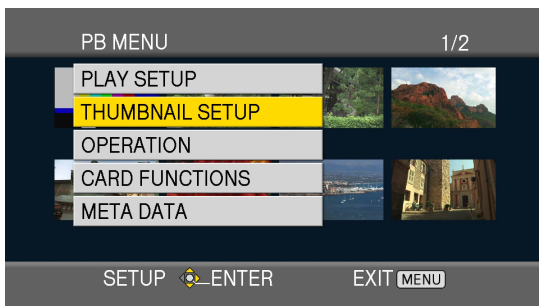 PB MENU 1/2
PLAY SETUP
THUMBNAIL SETUP
OPERATION
CARD FUNCTIONS
META DATA
SETUP ENTER EXIT MENU